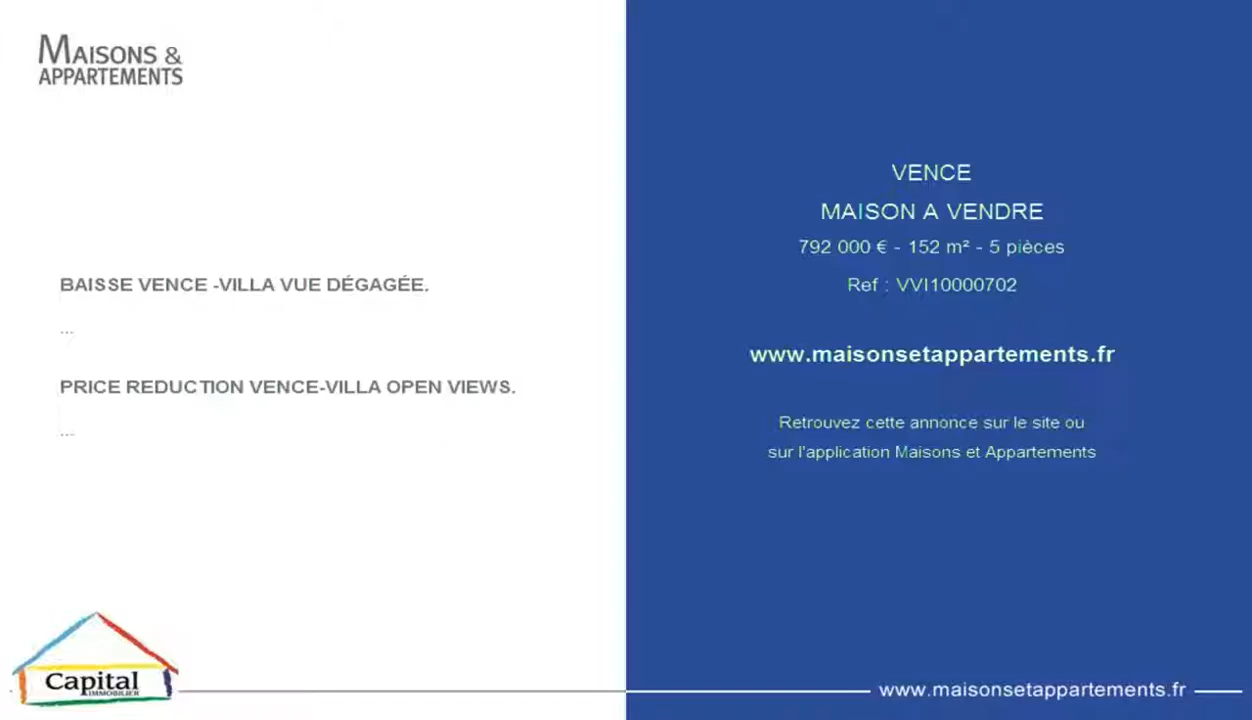 MAISONS &
APPARTEMENTS
BAISSE VENCE -VILLA VUE DÉGAGÉE.
...
PRICE REDUCTION VENCE-VILLA OPEN VIEWS.
...
VENCE
MAISON A VENDRE
792 000 € - 152 m² - 5 pièces
Ref : VVI10000702
www.maisonsetappartements.fr
Retrouvez cette annonce sur le site ou
sur l'application Maisons et Appartements
Capital
IMMOBILIER
www.maisonsetappartements.fr